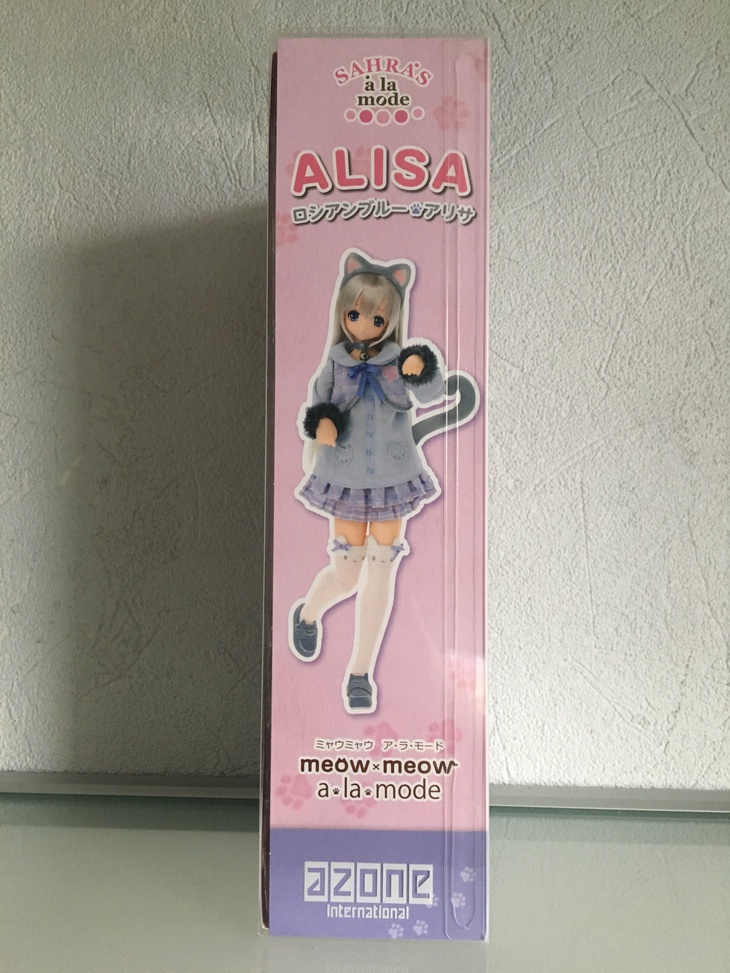 SAHRA'S
à la
mode
ALISA
ロシアンブルー アリサ
ミャウミャウ ア・ラ・モード
meow×meow
a la mode
azone
International